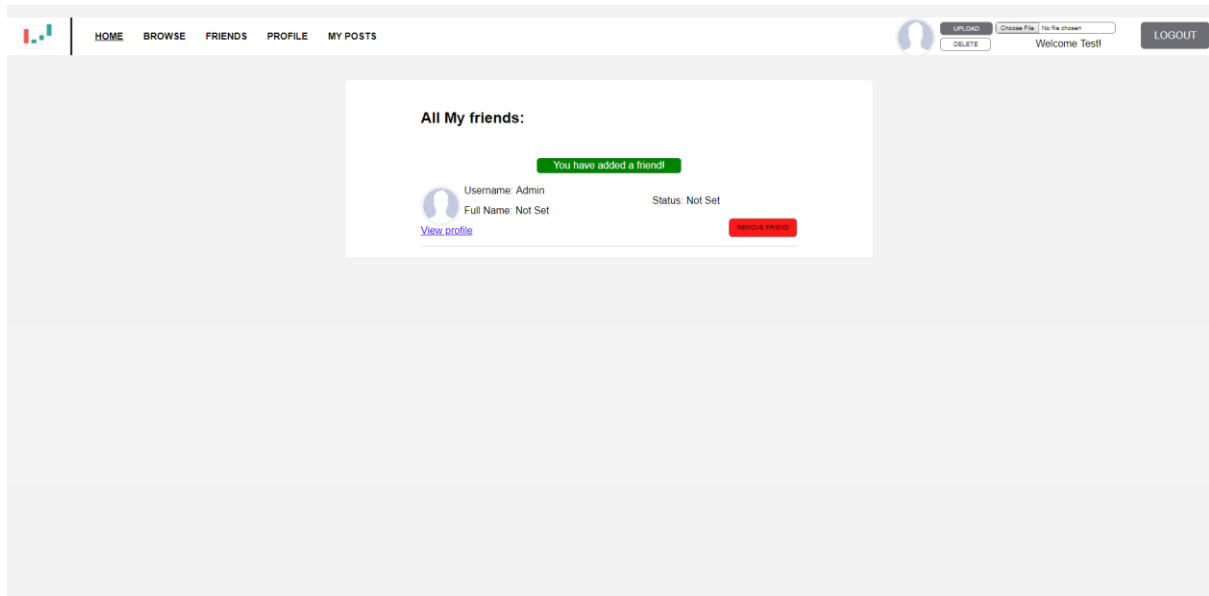 HOME BROWSE FRIENDS PROFILE MY POSTS
UPLOAD Choose File No file chosen
DELETE Welcome Test!
LOGOUT
All My friends:
You have added a friend!
Username: Admin
Full Name: Not Set
Status: Not Set
View profile
REMOVE FRIEND